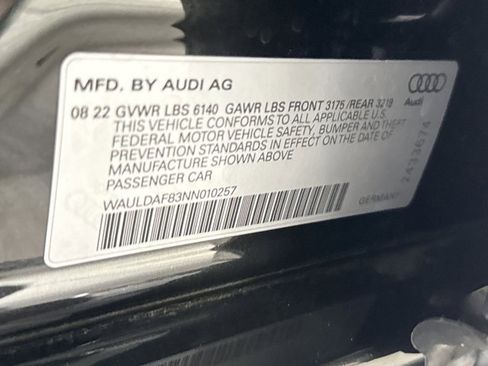 MFD. BY AUDI AG
Audi
08 22 GVWR LBS 6140 GAWR LBS FRONT 3175 /REAR 3219
THIS VEHICLE CONFORMS TO ALL APPLICABLE U.S.
FEDERAL MOTOR VEHICLE SAFETY, BUMPER AND THEFT
PREVENTION STANDARDS IN EFFECT ON THE DATE OF
MANUFACTURE SHOWN ABOVE
PASSENGER CAR
WAULDAF83NN010257
GERMANY
2433674